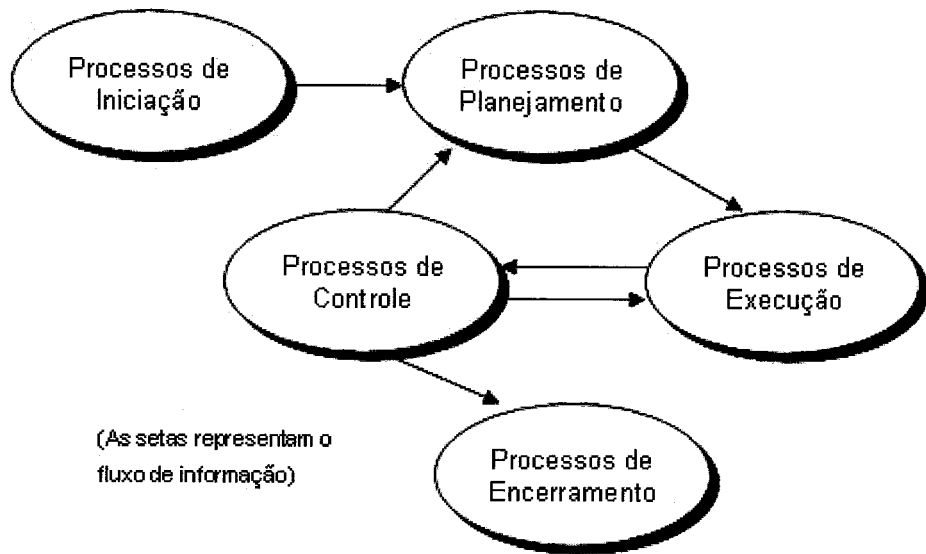 Processos de
Iniciação
Processos de
Planejamento
Processos de
Controle
Processos de
Execução
(As setas representam o
fluxo de informação)
Processos de
Encerramento